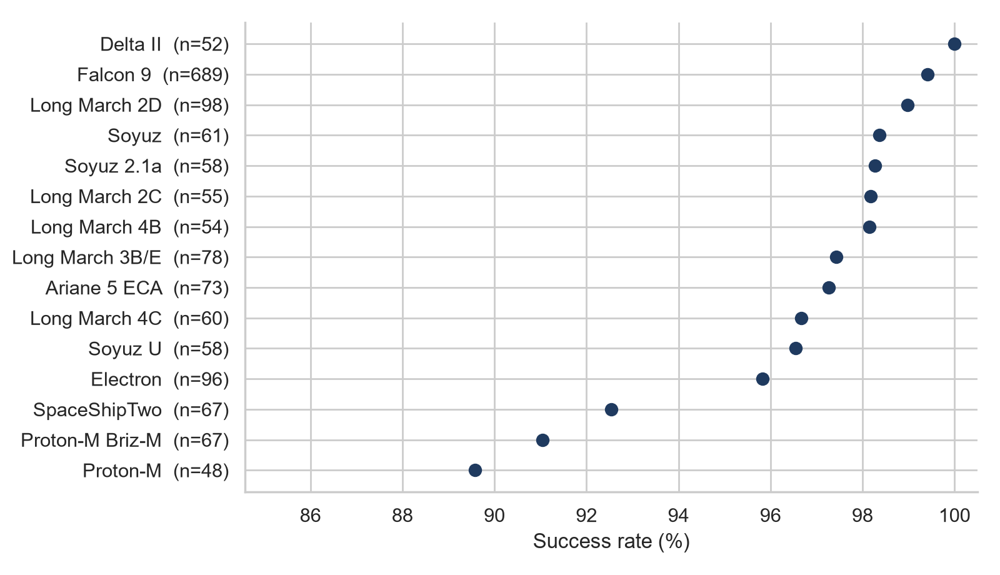 Delta II (n=52)
Falcon 9 (n=689)
Long March 2D (n=98)
Soyuz (n=61)
Soyuz 2.1a (n=58)
Long March 2C (n=55)
Long March 4B (n=54)
Long March 3B/E (n=78)
Ariane 5 ECA (n=73)
Long March 4C (n=60)
Soyuz U (n=58)
Electron (n=96)
SpaceShipTwo (n=67)
Proton-M Briz-M (n=67)
Proton-M (n=48)
86 88 90 92 94 96 98 100
Success rate (%)